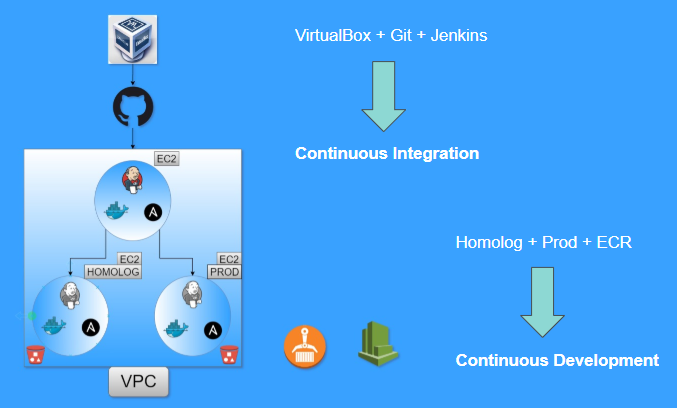 VirtualBox + Git + Jenkins
Continuous Integration
EC2
Homolog + Prod + ECR
EC2
HOMOLOG
EC2
PROD
Continuous Development
VPC